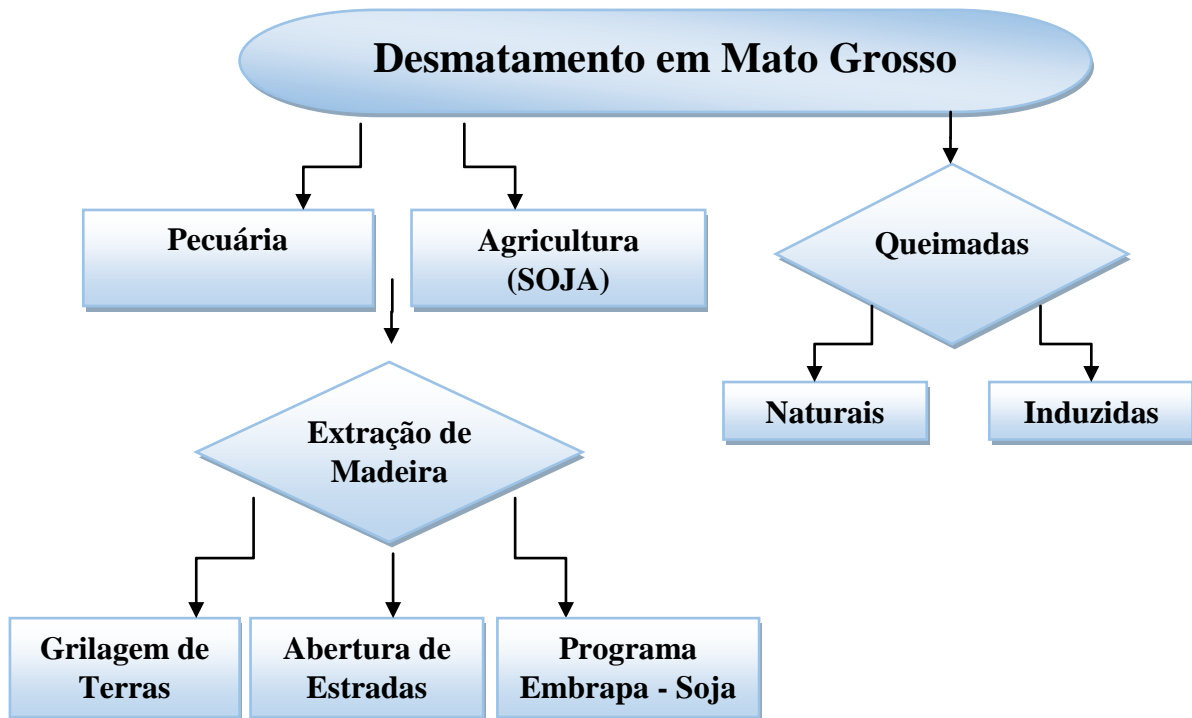 Desmatamento em Mato Grosso
Pecuária
Agricultura
(SOJA)
Queimadas
Naturais
Induzidas
Extração de
Madeira
Grilagem de
Terras
Abertura de
Estradas
Programa
Embrapa - Soja